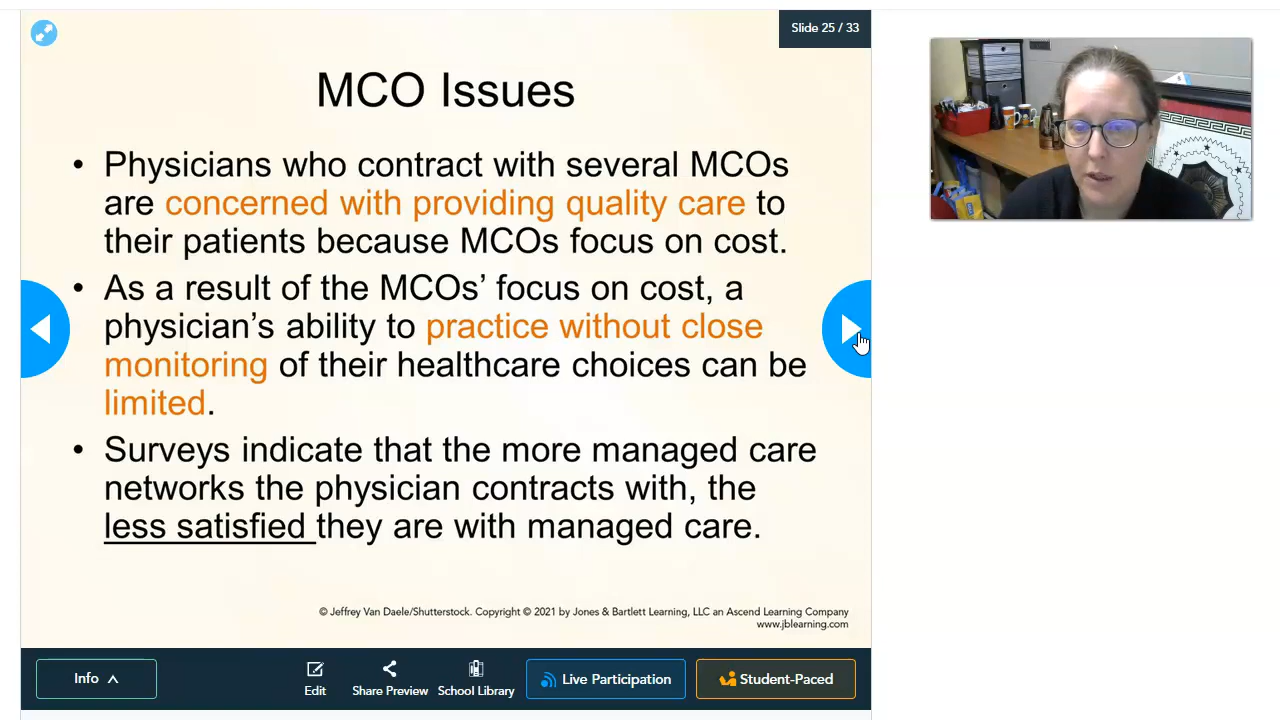 Slide 25 / 33
MCO Issues
• Physicians who contract with several MCOs
are concerned with providing quality care to
their patients because MCOs focus on cost.
• As a result of the MCOs’ focus on cost, a
physician’s ability to practice without close
monitoring of their healthcare choices can be
limited.
• Surveys indicate that the more managed care
networks the physician contracts with, the
less satisfied they are with managed care.
© Jeffrey Van Daele/Shutterstock. Copyright © 2021 by Jones & Bartlett Learning, LLC an Ascend Learning Company
www.jblearning.com
Info
Edit
Share Preview
School Library
Live Participation
Student-Paced